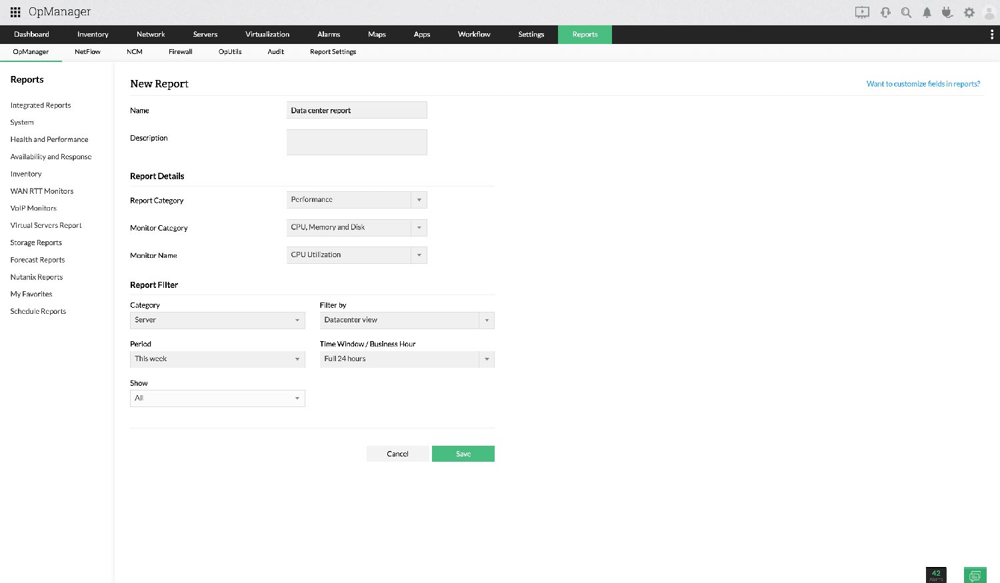 OpManager
Dashboard Inventory Network Servers Virtualization Alarms Maps Apps Workflow Settings Reports
OpManager NetFlow NCM Firewall OpUtils Audit Report Settings
Reports
Integrated Reports
System
Health and Performance
Availability and Response
Inventory
WAN RTT Monitors
VoIP Monitors
Virtual Servers Report
Storage Reports
Forecast Reports
Nutanix Reports
My Favorites
Schedule Reports
New Report
Want to customize fields in reports?
Name
Data center report
Description
Report Details
Report Category
Performance
Monitor Category
CPU, Memory and Disk
Monitor Name
CPU Utilization
Report Filter
Category
Server
Filter by
Datacenter view
Period
This week
Time Window / Business Hour
Full 24 hours
Show
All
Cancel
Save
42
Alarms